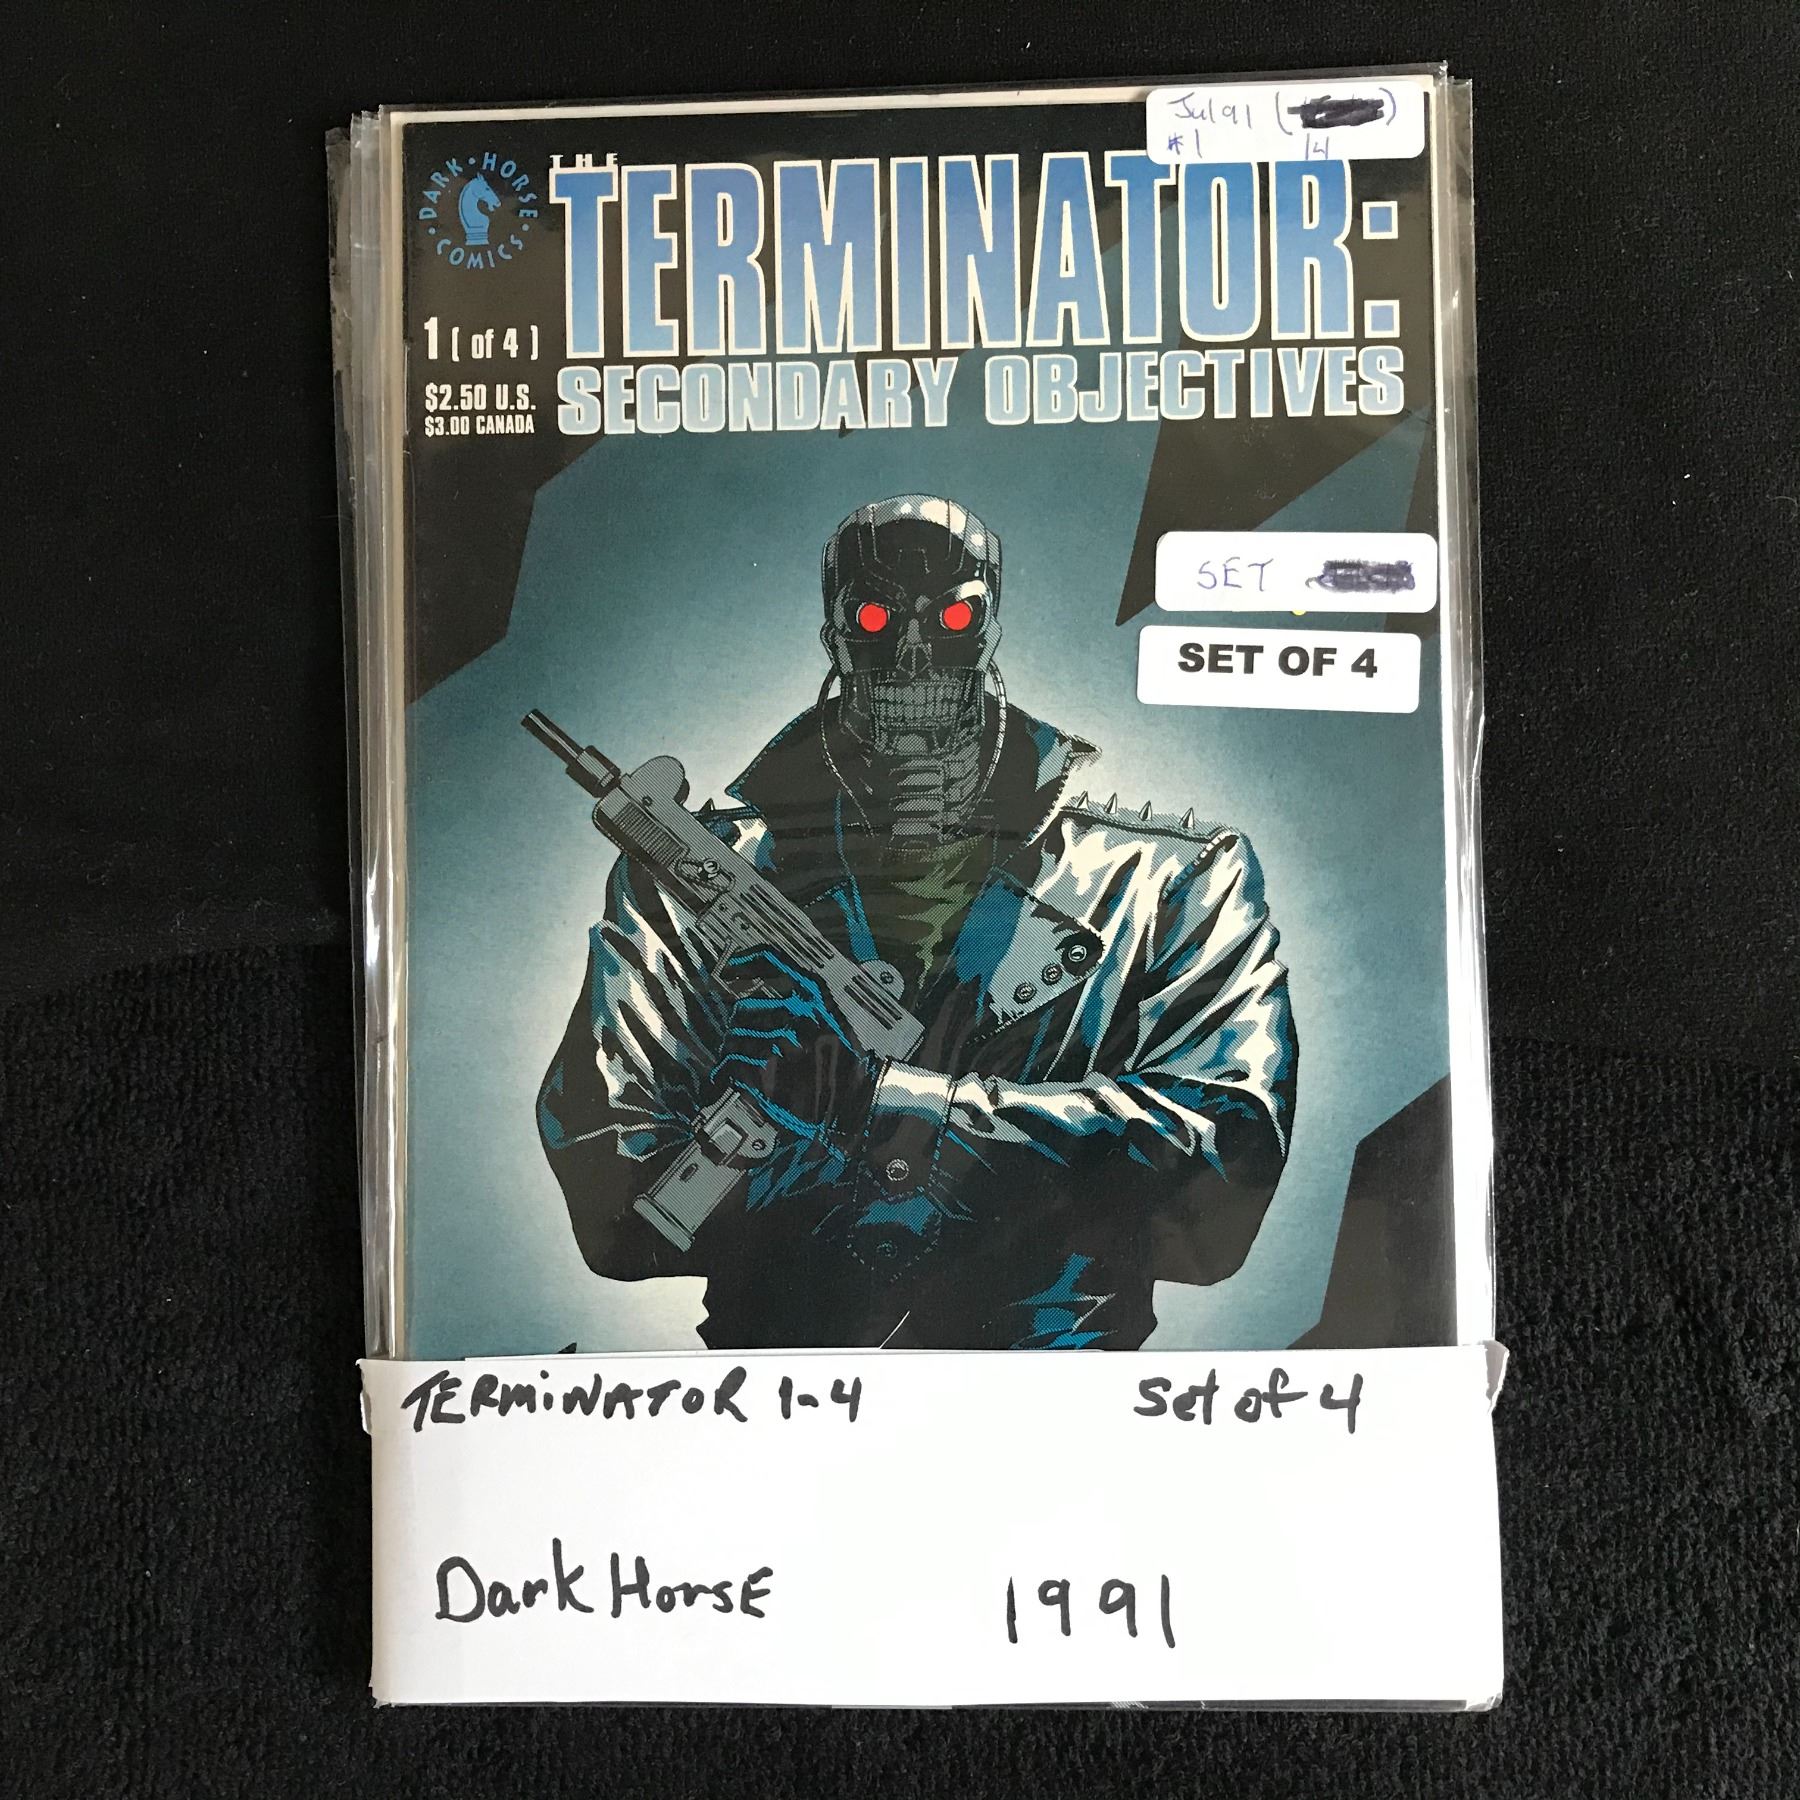 Jul 91 (
#1 14
DARK • HORSE • COMICS •
THE
TERMINATOR:
SECONDARY OBJECTIVES
1 ( of 4 )
$2.50 U.S.
$3.00 CANADA
SET
SET OF 4
TERMiNATOR 1-4 Set of 4
Dark HorsE 1991